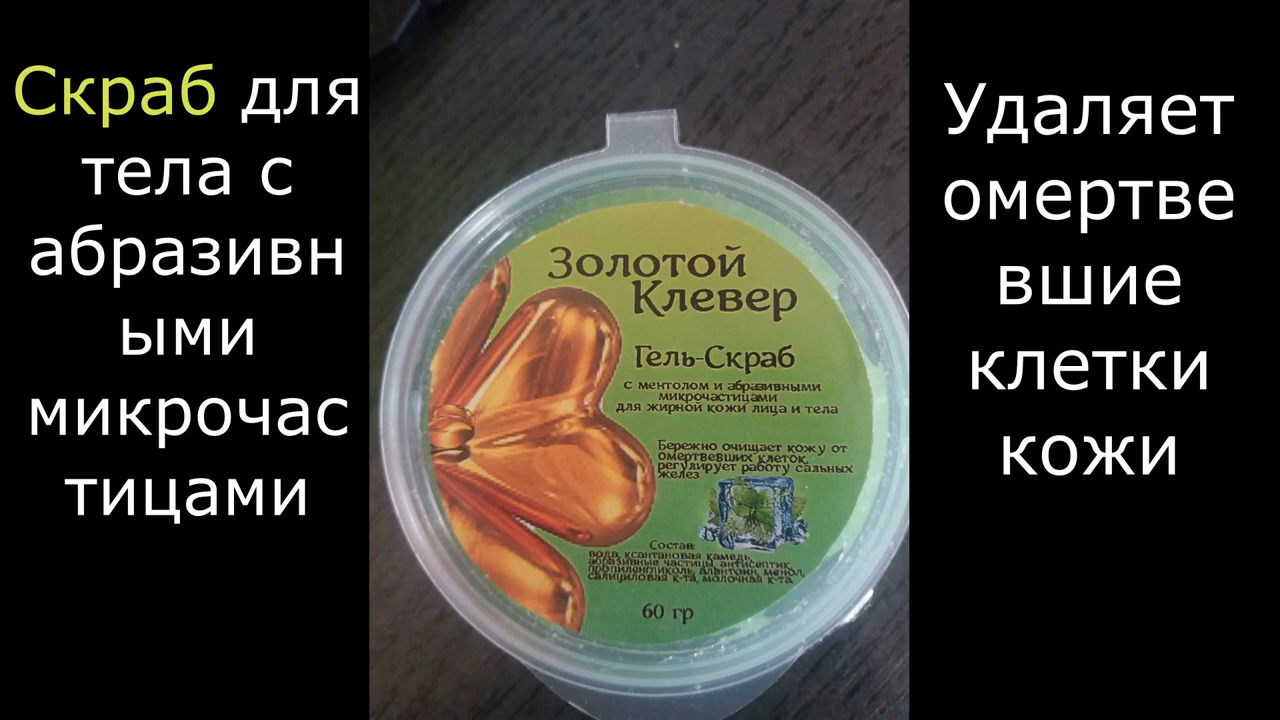 Скраб для
тела с
абразивн
ыми
микрочас
тицами
Золотой
Клевер
Гель-Скраб
с ментолом и абразивными
микрочастицами
для жирной кожи лица и тела
Бережно очищает кожу от
омертвевших клеток,
регулирует работу сальных
желез
Состав:
вода, ксантановая камедь,
абразивные частицы, антисептик,
пропиленгликоль, алантоин, менол,
салициловая к-та, молочная к-та
60 гр
Удаляет
омертве
вшие
клетки
кожи